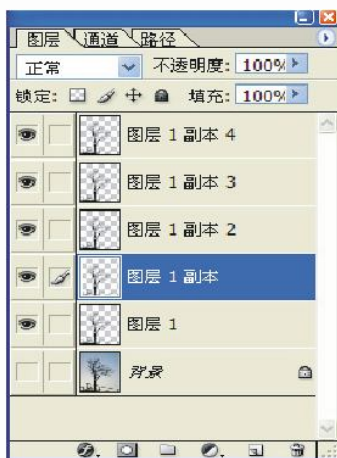 图层 通道 路径
正常 不透明度: 100%
锁定: 填充: 100%
图层 1 副本 4
图层 1 副本 3
图层 1 副本 2
图层 1 副本
图层 1
背景